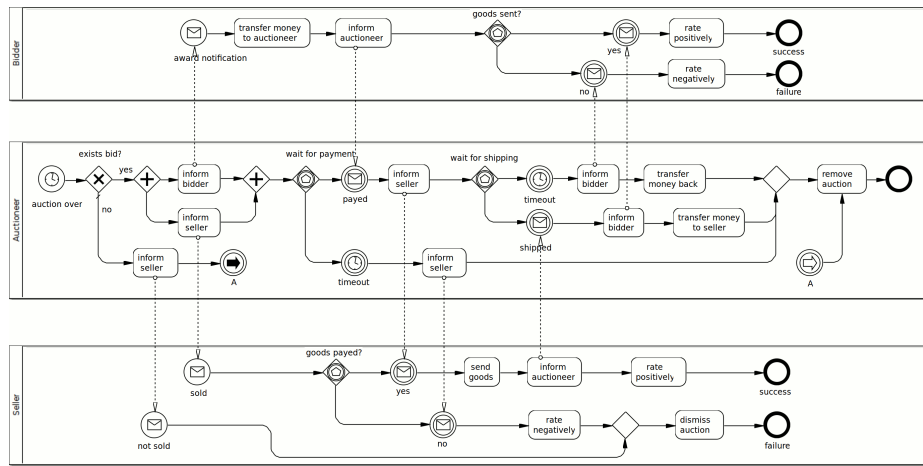 Bidder
goods sent?
transfer money
to auctioneer
inform
auctioneer
award notification
yes
rate
positively
success
no
rate
negatively
failure
Auctioneer
exists bid?
auction over
yes
no
inform
bidder
inform
seller
inform
seller
A
wait for payment
payed
timeout
inform
seller
inform
seller
wait for shipping
timeout
shipped
inform
bidder
transfer
money back
inform
bidder
transfer money
to seller
A
remove
auction
Seller
sold
not sold
goods payed?
yes
no
send
goods
inform
auctioneer
rate
positively
success
rate
negatively
dismiss
auction
failure